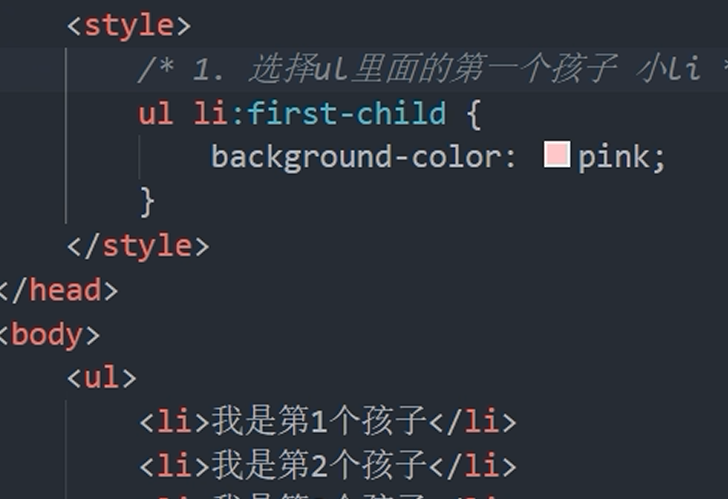 <style>
/* 1. 选择ul里面的第一个孩子 小li *
ul li:first-child {
background-color: pink;
}
</style>
</head>
<body>
<ul>
<li>我是第1个孩子</li>
<li>我是第2个孩子</li>